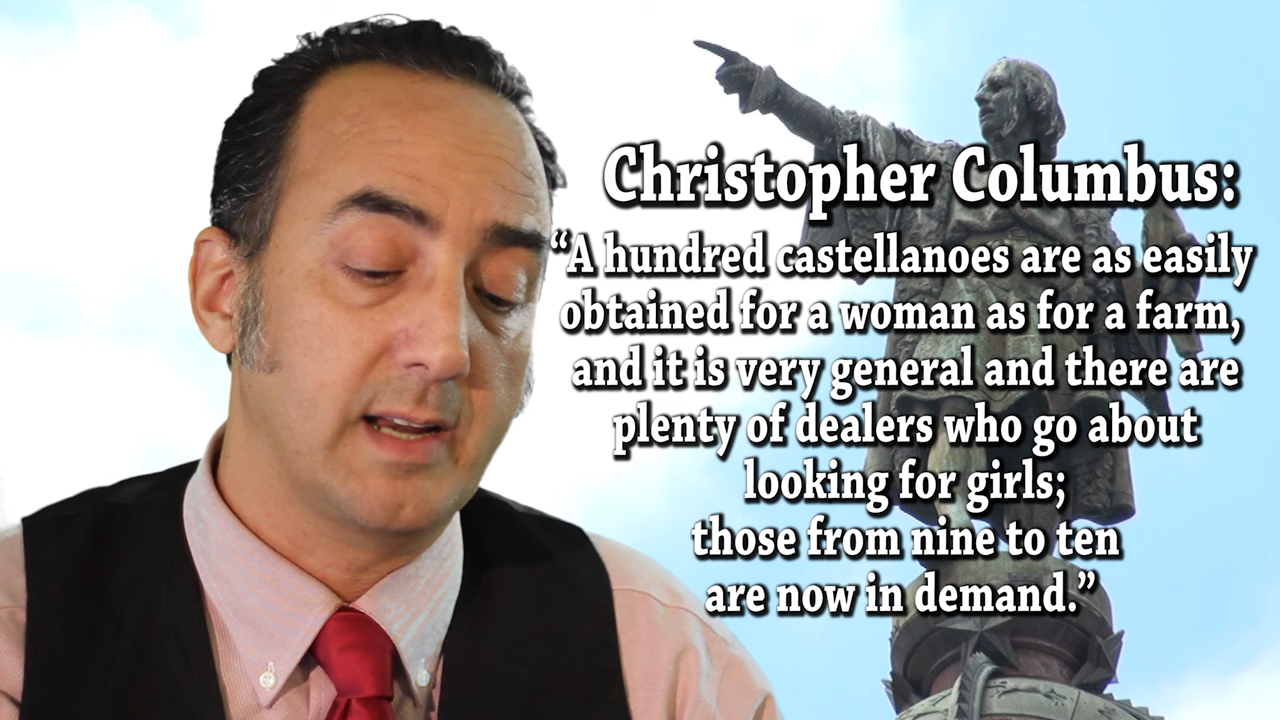 Christopher Columbus:
“A hundred castellanoes are as easily
obtained for a woman as for a farm,
and it is very general and there are
plenty of dealers who go about
looking for girls;
those from nine to ten
are now in demand.”